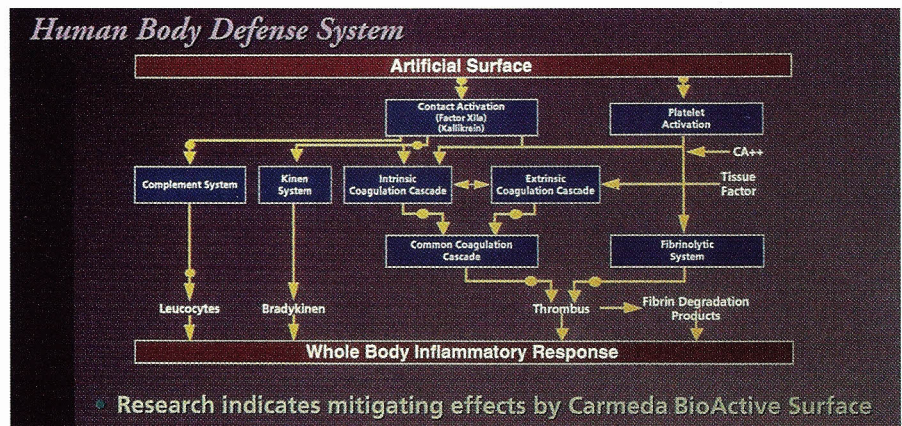 Human Body Defense System
Artificial Surface
Contact Activation
(Factor XIIa)
(Kallikrein)
Platelet
Activation
CA++
Complement System
Kinen
System
Intrinsic
Coagulation Cascade
Extrinsic
Coagulation Cascade
Tissue
Factor
Common Coagulation
Cascade
Fibrinolytic
System
Leucocytes
Bradykinen
Thrombus
Fibrin Degradation
Products
Whole Body Inflammatory Response
• Research indicates mitigating effects by Carmeda BioActive Surface